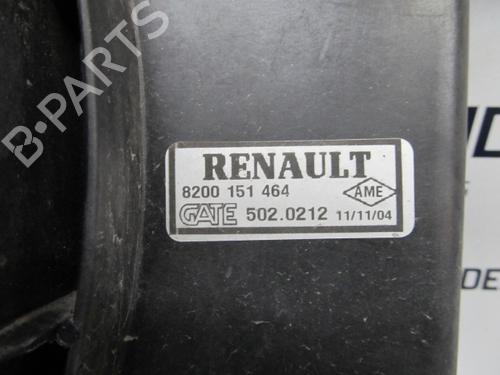 RENAULT
8200 151 464
AME
GATE 502.0212 11/11/04
B-PARTS